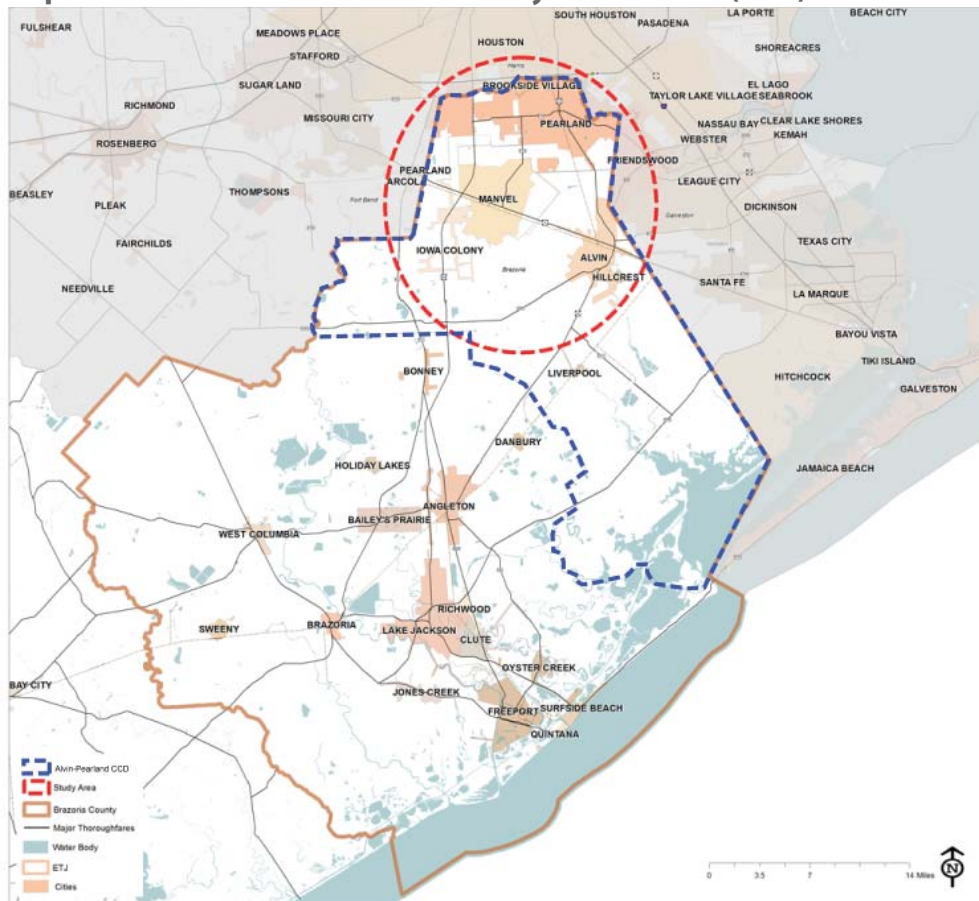 FULSHEAR
MEADOWS PLACE
SOUTH HOUSTON
LA PORTE
BEACH CITY
PASADENA
STAFFORD
HOUSTON
SHOREACRES
Harris
SUGAR LAND
BROOKSIDE VILLAGE
EL LAGO
TAYLOR LAKE VILLAGE
SEABROOK
RICHMOND
MISSOURI CITY
PEARLAND
NASSAU BAY
CLEAR LAKE SHORES
KEMAH
WEBSTER
ROSENBERG
FRIENDSWOOD
PEARLAND
ARCOLA
LEAGUE CITY
BEASLEY
THOMPSONS
Fort Bend
MANVEL
PLEAK
DICKINSON
Galveston
FAIRCHILDS
TEXAS CITY
IOWA COLONY
ALVIN
Brazoria
HILLCREST
SANTA FE
NEEDVILLE
LA MARQUE
BAYOU VISTA
TIKI ISLAND
BONNEY
LIVERPOOL
HITCHCOCK
GALVESTON
DANBURY
HOLIDAY LAKES
JAMAICA BEACH
ANGLETON
BAILEY'S PRAIRIE
WEST COLUMBIA
RICHWOOD
SWEENY
BRAZORIA
LAKE JACKSON
CLUTE
OYSTER CREEK
BAY CITY
JONES CREEK
FREEPORT
SURFSIDE BEACH
QUINTANA
Alvin-Pearland CCD
Study Area
Brazoria County
Major Thoroughfares
Water Body
ETJ
Cities
0 3.5 7 14 Miles
N